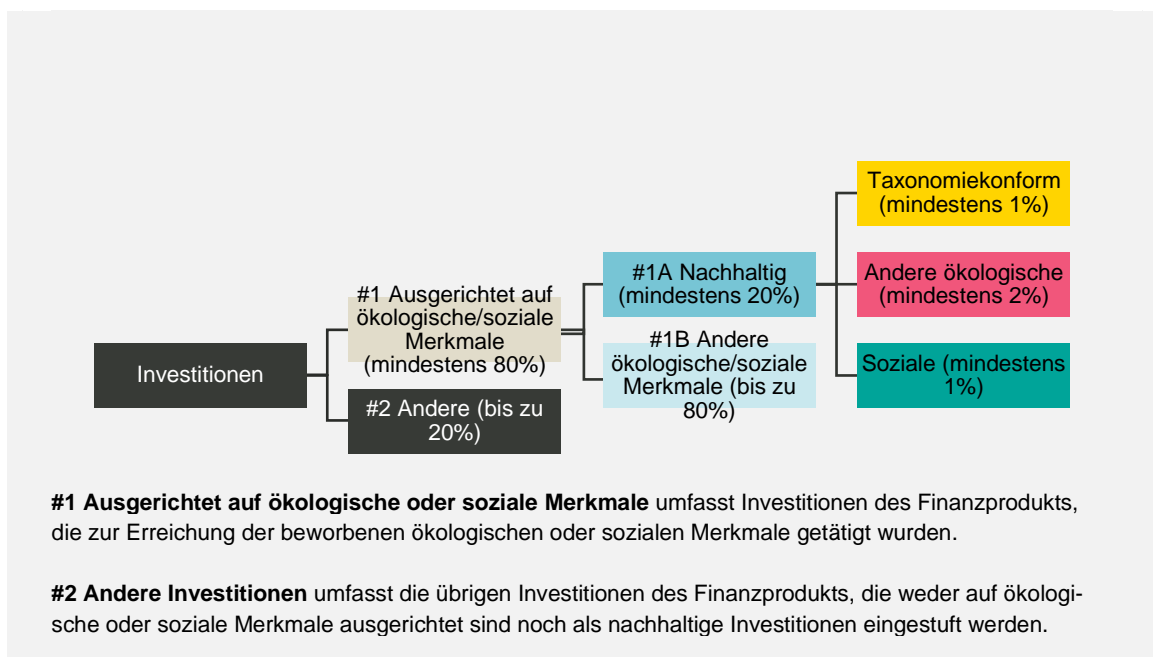 Investitionen
#1 Ausgerichtet auf
ökologische/soziale
Merkmale
(mindestens 80%)
#2 Andere (bis zu
20%)
#1A Nachhaltig
(mindestens 20%)
#1B Andere
ökologische/soziale
Merkmale (bis zu
80%)
Taxonomiekonform
(mindestens 1%)
Andere ökologische
(mindestens 2%)
Soziale (mindestens
1%)
#1 Ausgerichtet auf ökologische oder soziale Merkmale umfasst Investitionen des Finanzprodukts,
die zur Erreichung der beworbenen ökologischen oder sozialen Merkmale getätigt wurden.
#2 Andere Investitionen umfasst die übrigen Investitionen des Finanzprodukts, die weder auf ökologi-
sche oder soziale Merkmale ausgerichtet sind noch als nachhaltige Investitionen eingestuft werden.